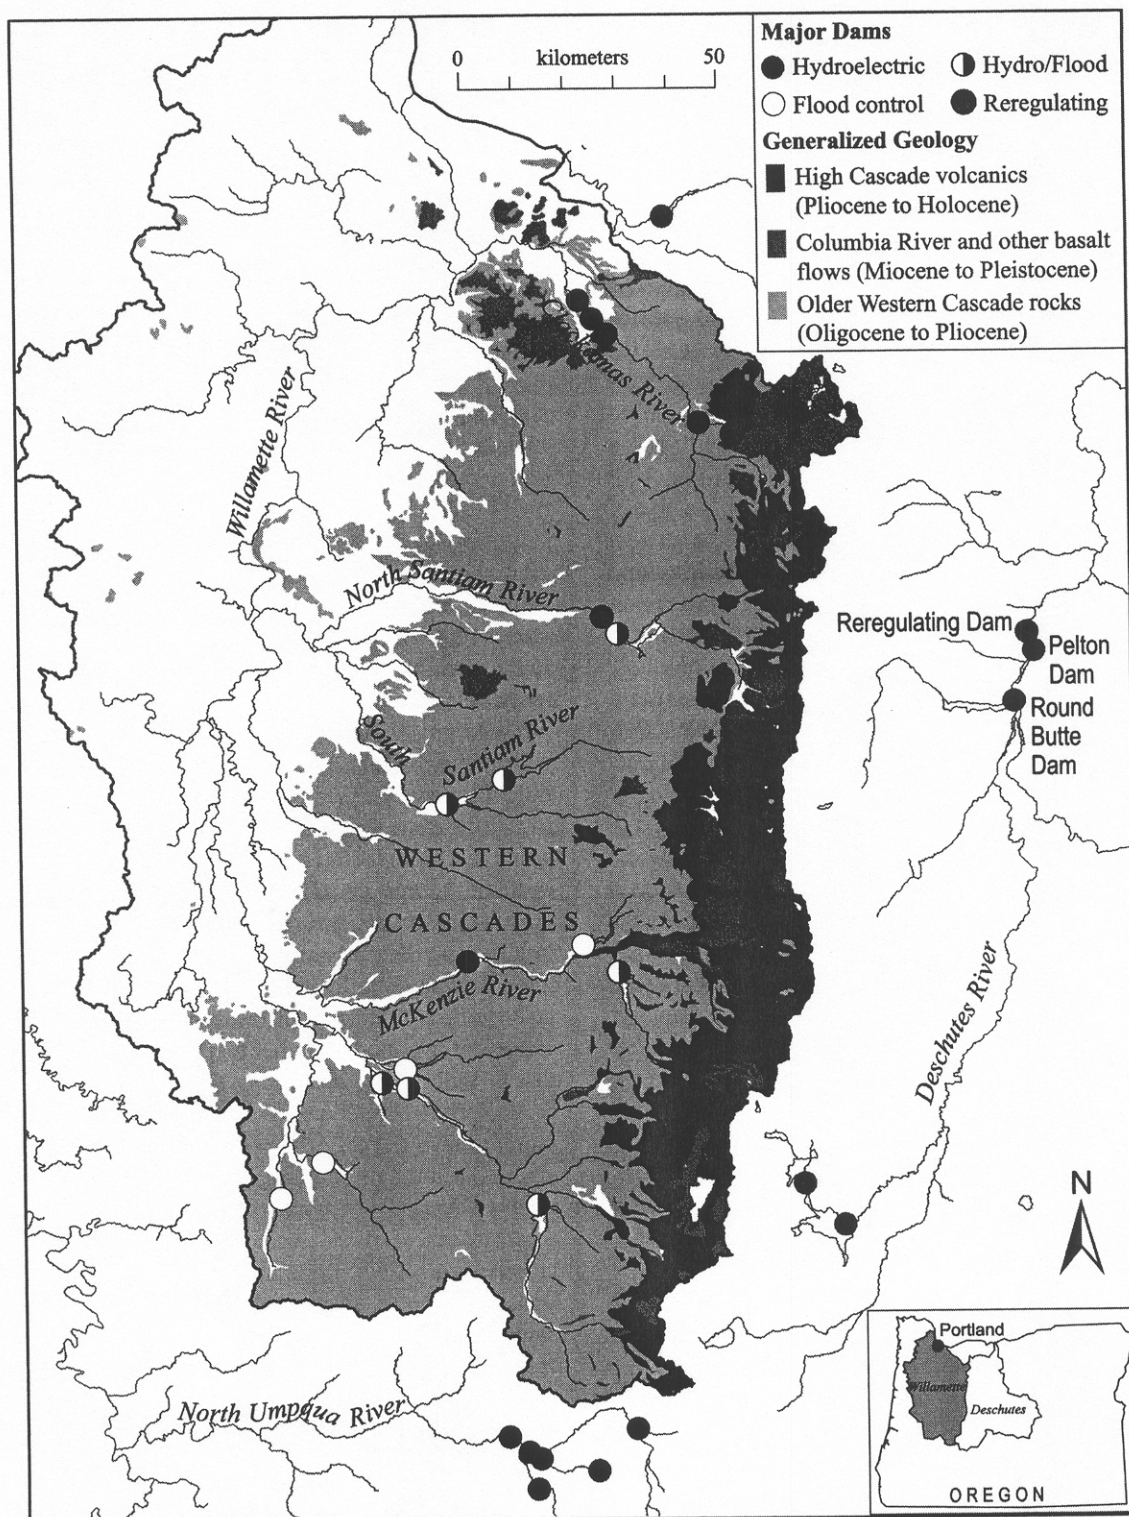 0 kilometers 50
Major Dams
Hydroelectric
Hydro/Flood
Flood control
Reregulating
Generalized Geology
High Cascade volcanics
(Pliocene to Holocene)
Columbia River and other basalt
flows (Miocene to Pleistocene)
Older Western Cascade rocks
(Oligocene to Pliocene)
Clackamas River
Willamette River
North Santiam River
Reregulating Dam
Pelton
Dam
Round
Butte
Dam
South
Santiam River
WESTERN
CASCADES
McKenzie River
Deschutes River
N
North Umpqua River
Portland
Willamette
Deschutes
OREGON